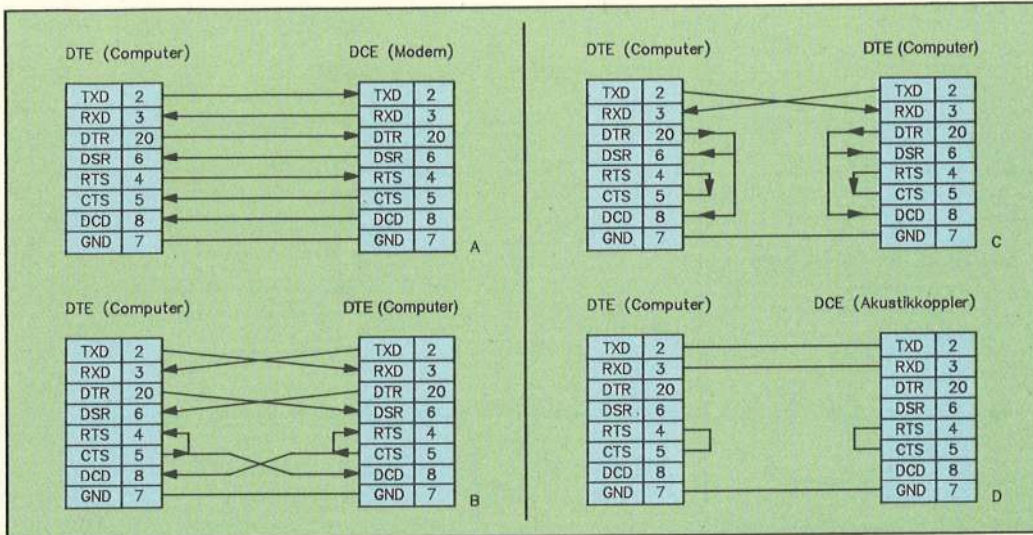 DTE (Computer)
DCE (Modem)
TXD 2
RXD 3
DTR 20
DSR 6
RTS 4
CTS 5
DCD 8
GND 7
TXD 2
RXD 3
DTR 20
DSR 6
RTS 4
CTS 5
DCD 8
GND 7
A
DTE (Computer)
DTE (Computer)
TXD 2
RXD 3
DTR 20
DSR 6
RTS 4
CTS 5
DCD 8
GND 7
TXD 2
RXD 3
DTR 20
DSR 6
RTS 4
CTS 5
DCD 8
GND 7
B
DTE (Computer)
DTE (Computer)
TXD 2
RXD 3
DTR 20
DSR 6
RTS 4
CTS 5
DCD 8
GND 7
TXD 2
RXD 3
DTR 20
DSR 6
RTS 4
CTS 5
DCD 8
GND 7
C
DTE (Computer)
DCE (Akustikkoppler)
TXD 2
RXD 3
DTR 20
DSR 6
RTS 4
CTS 5
DCD 8
GND 7
TXD 2
RXD 3
DTR 20
DSR 6
RTS 4
CTS 5
DCD 8
GND 7
D